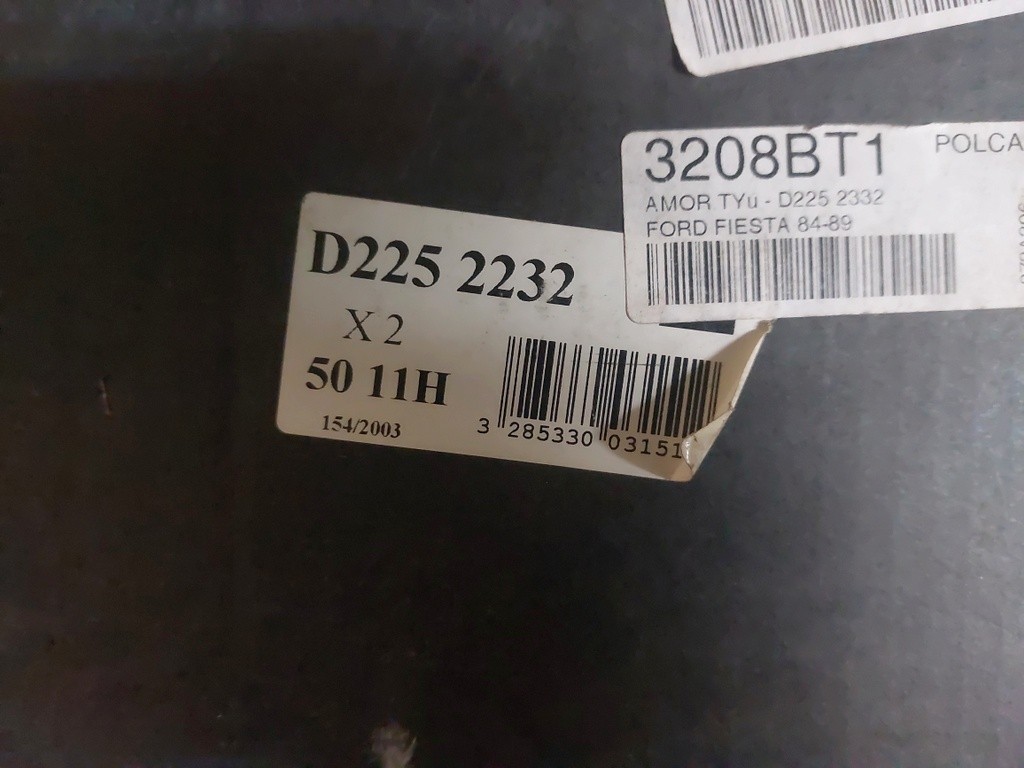 3208BT1
POLCA
AMOR TYú - D225 2332
FORD FIESTA 84-89
D225 2232
X 2
50 11H
154/2003
3 285330 03151